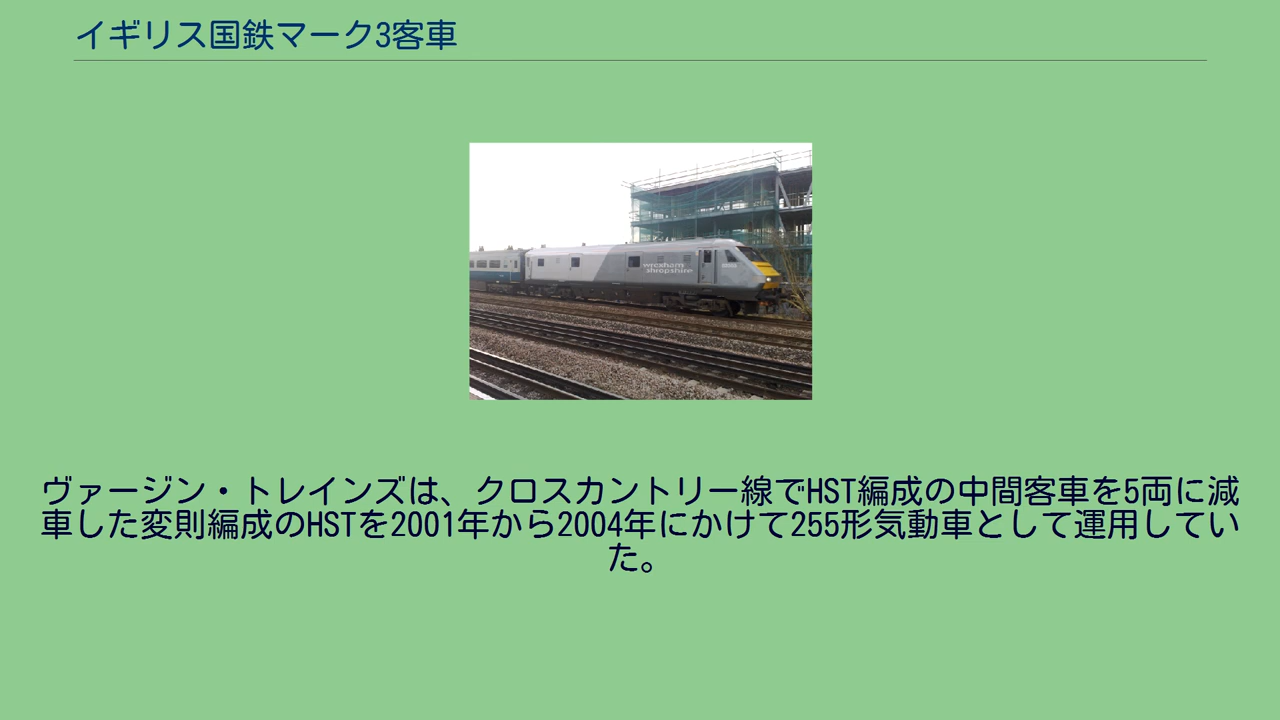 イギリス国鉄マーク3客車
wrexham
shropshire
ヴァージン・トレインズは、クロスカントリー線でHST編成の中間客車を5両に減
車した変則編成のHSTを2001年から2004年にかけて255形気動車として運用してい
た。